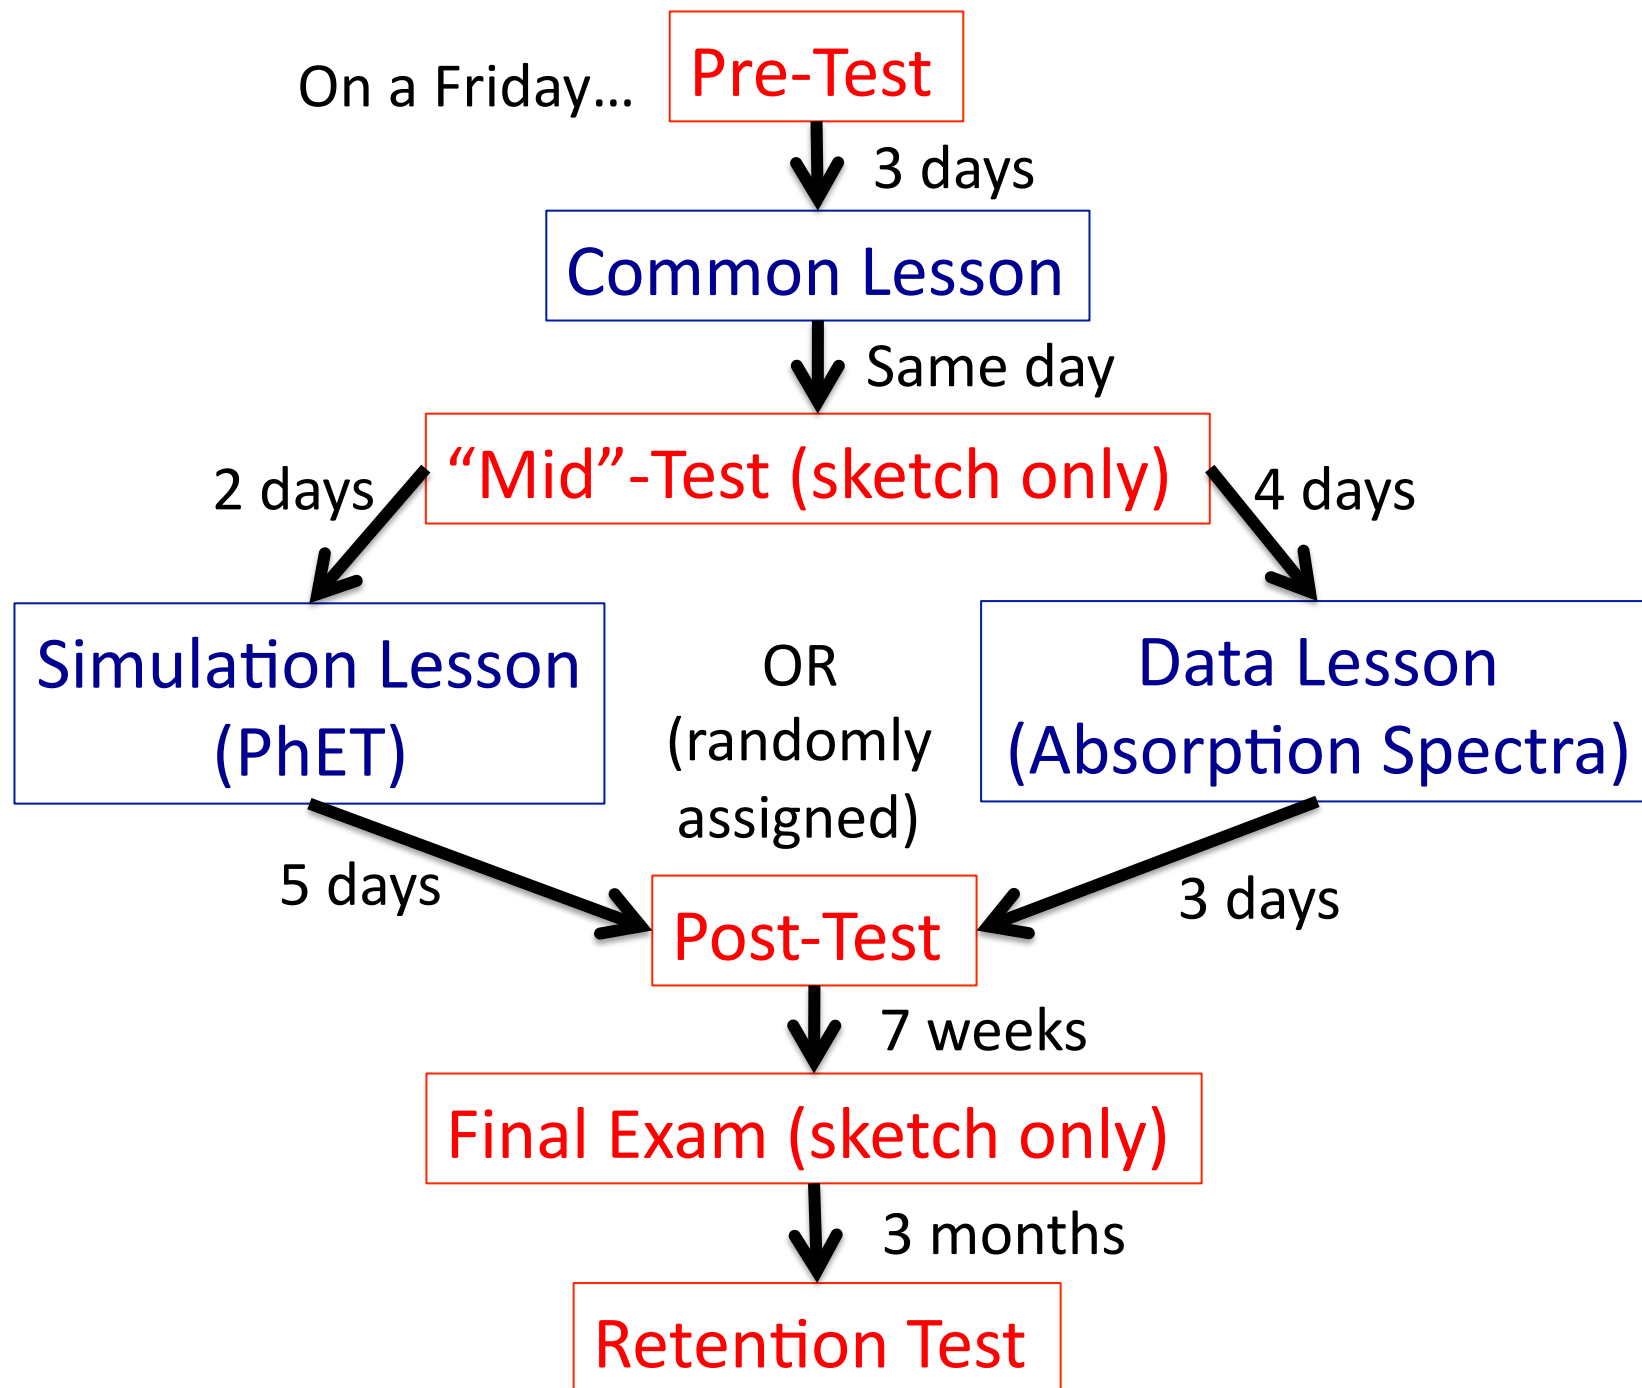 On a Friday…
Pre-Test
3 days
Common Lesson
Same day
“Mid”-Test (sketch only)
2 days
4 days
Simulation Lesson
(PhET)
OR
(randomly
assigned)
Data Lesson
(Absorption Spectra)
5 days
3 days
Post-Test
7 weeks
Final Exam (sketch only)
3 months
Retention Test